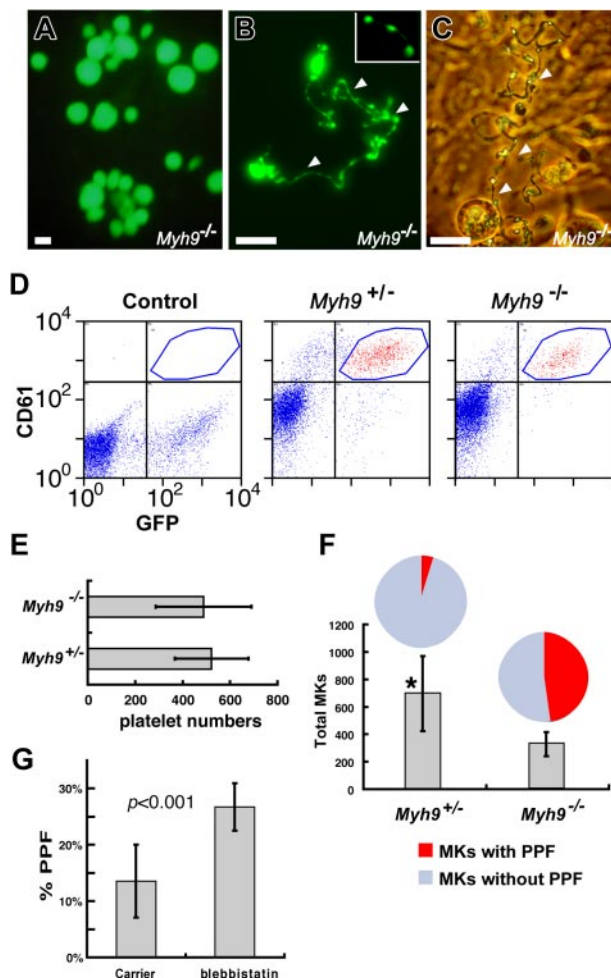 A
B
C
Myh9-/-
Myh9-/-
Myh9-/-
D
Control
Myh9+/-
Myh9-/-
10^4
10^2
10^0
CD61
10^0 10^2 10^4
GFP
E
Myh9-/-
Myh9+/-
0 200 400 600 800
platelet numbers
F
1200
1000
800
600
400
200
0
Total MKs
*
Myh9+/-
Myh9-/-
MKs with PPF
MKs without PPF
G
30%
20%
10%
0%
% PPF
p<0.001
Carrier
blebbistatin